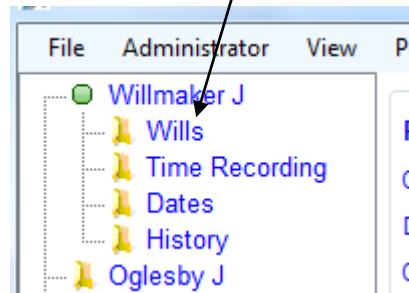 File Administrator View P
Willmaker J
Wills
Time Recording
Dates
History
Oglesby J